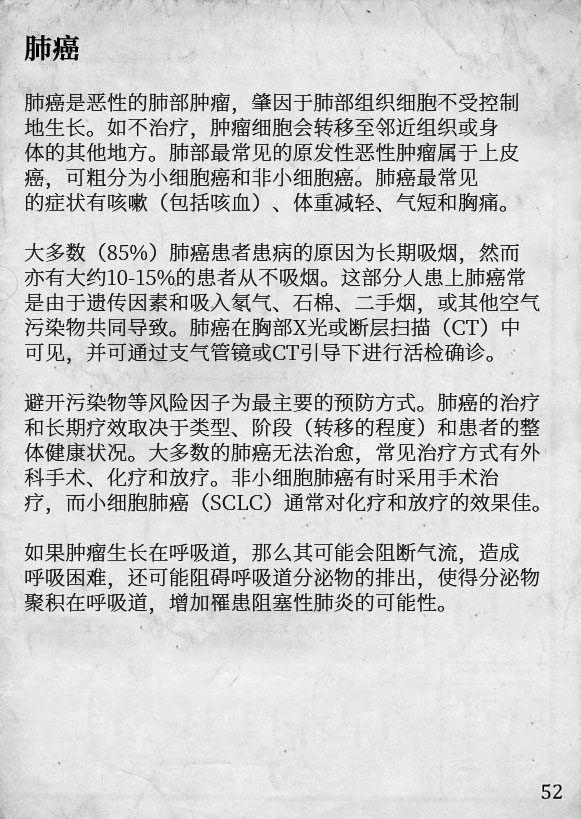 肺癌
肺癌是恶性的肺部肿瘤，肇因于肺部组织细胞不受控制
地生长。如不治疗，肿瘤细胞会转移至邻近组织或身
体的其他地方。肺部最常见的原发性恶性肿瘤属于上皮
癌，可粗分为小细胞癌和非小细胞癌。肺癌最常见
的症状有咳嗽（包括咳血）、体重减轻、气短和胸痛。
大多数（85%）肺癌患者患病的原因为长期吸烟，然而
亦有大约10-15%的患者从不吸烟。这部分人患上肺癌常
是由于遗传因素和吸入氡气、石棉、二手烟，或其他空气
污染物共同导致。肺癌在胸部X光或断层扫描（CT）中
可见，并可通过支气管镜或CT引导下进行活检确诊。
避开污染物等风险因子为最主要的预防方式。肺癌的治疗
和长期疗效取决于类型、阶段（转移的程度）和患者的整
体健康状况。大多数的肺癌无法治愈，常见治疗方式有外
科手术、化疗和放疗。非小细胞肺癌有时采用手术治
疗，而小细胞肺癌（SCLC）通常对化疗和放疗的效果佳。
如果肿瘤生长在呼吸道，那么其可能会阻断气流，造成
呼吸困难，还可能阻碍呼吸道分泌物的排出，使得分泌物
聚积在呼吸道，增加罹患阻塞性肺炎的可能性。
52